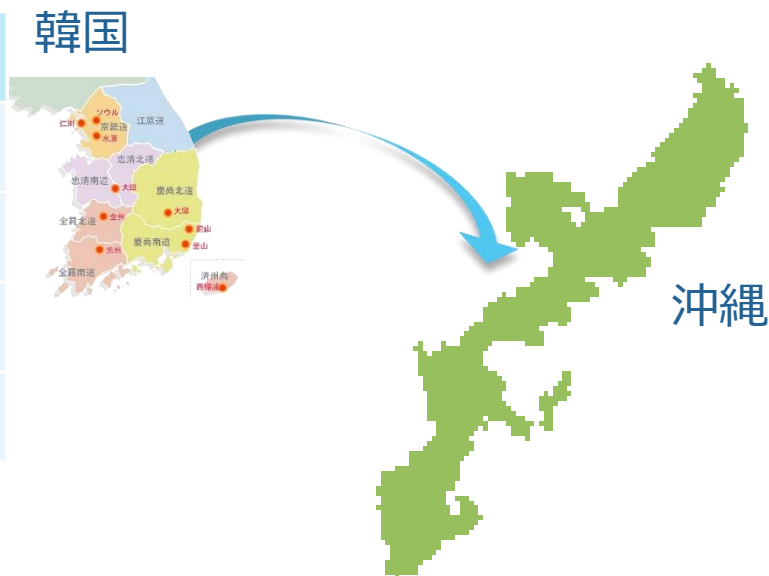 韓国
ソウル
仁川
京畿道
江原道
水原
忠清北道
忠清南道
大田
慶尚北道
全州
大邱
全羅北道
蔚山
慶尚南道
釜山
光州
全羅南道
済州島
西帰浦
沖縄